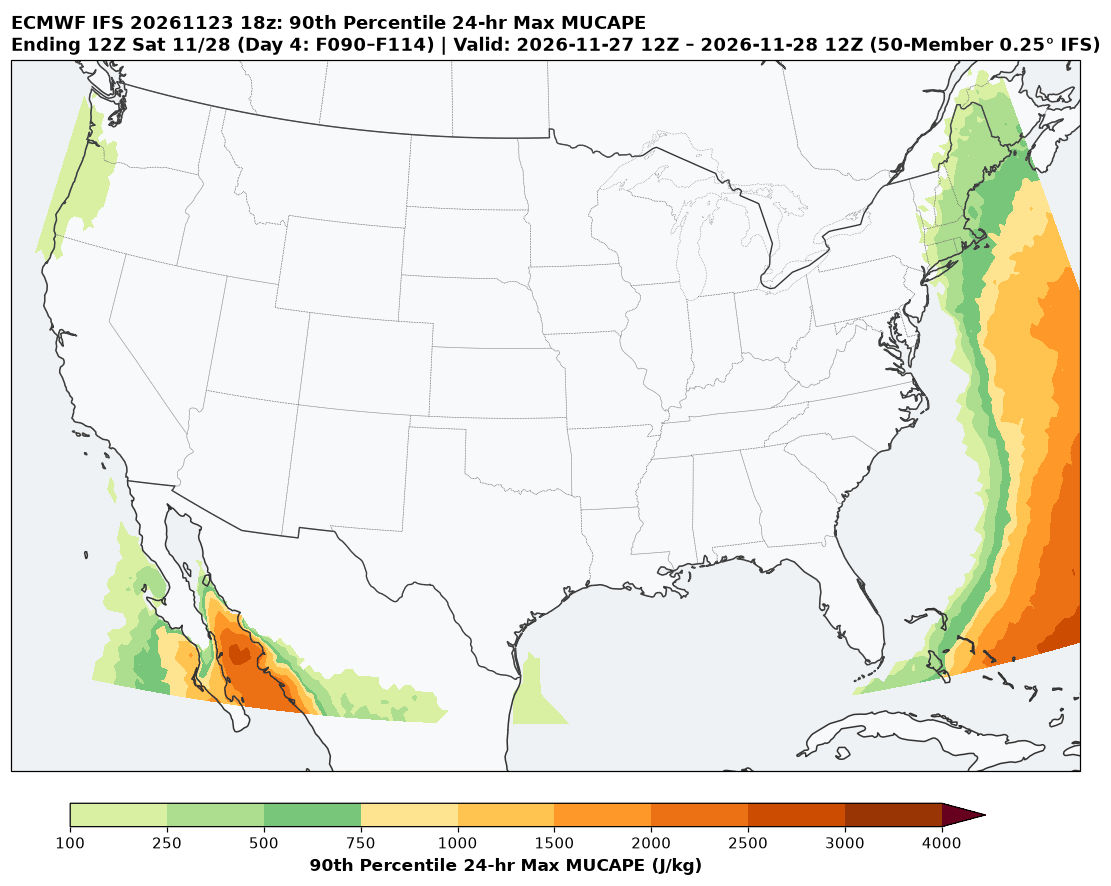 ECMWF IFS 20261123 18z: 90th Percentile 24-hr Max MUCAPE
Ending 12Z Sat 11/28 (Day 4: F090–F114) | Valid: 2026-11-27 12Z – 2026-11-28 12Z (50-Member 0.25° IFS)
100 250 500 750 1000 1500 2000 2500 3000 4000
90th Percentile 24-hr Max MUCAPE (J/kg)